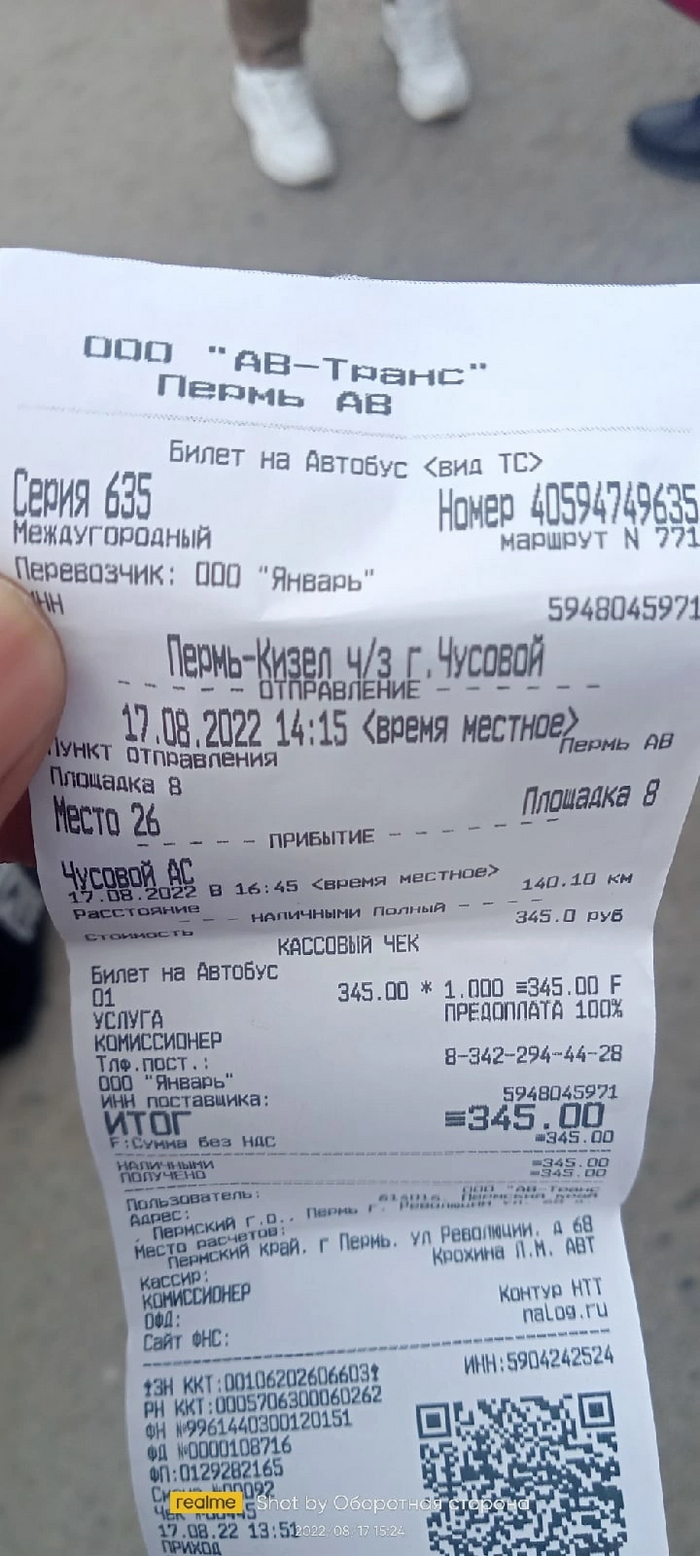 ООО "АВ-Транс"
Пермь АВ
Билет на Автобус <вид ТС>
Серия 635 Номер 40594749635
Междугородный маршрут N 771
Перевозчик: ООО "Январь"
ИНН 5948045971
Пермь-Кизел ч/з г.Чусовой
- - - - - ОТПРАВЛЕНИЕ - - - - - -
17.08.2022 14:15 <время местное>
Пункт отправления Пермь АВ
Площадка 8 Площадка 8
Место 26
- - - - - ПРИБЫТИЕ - - - - - -
Чусовой АС
17.08.2022 в 16:45 <время местное>
Расстояние 140.10 км
- - - НАЛИЧНЫМИ Полный - - - -
Стоимость 345.0 руб
КАССОВЫЙ ЧЕК
Билет на Автобус
01 345.00 * 1.000 ≡345.00 F
УСЛУГА ПРЕДОПЛАТА 100%
КОМИССИОНЕР
Тлф.пост.: 8-342-294-44-28
ООО "Январь"
ИНН поставщика: 5948045971
ИТОГ ≡345.00
F:Сумма без НДС ≡345.00
НАЛИЧНЫМИ ≡345.00
ПОЛУЧЕНО ≡345.00
Пользователь: ООО "АВ-Транс
Адрес: 614016, Пермский край
, Пермский г.о., Пермь г, Революции ул, 68
Место расчетов:
Пермский край, г Пермь, ул Революции, д 68
Кассир: Крохина Л.М. АВТ
КОМИССИОНЕР
ОФД: Контур НТТ
Сайт ФНС: nalog.ru
ЗН ККТ:00106202606603 ИНН:5904242524
РН ККТ:0005706300060262
ФН №9961440300120151
ФД №0000108716
ФП:0129282165
17.08.22 13:51
ПРИХОД
realme Shot by Оборотная сторона
2022.08.17 15:24